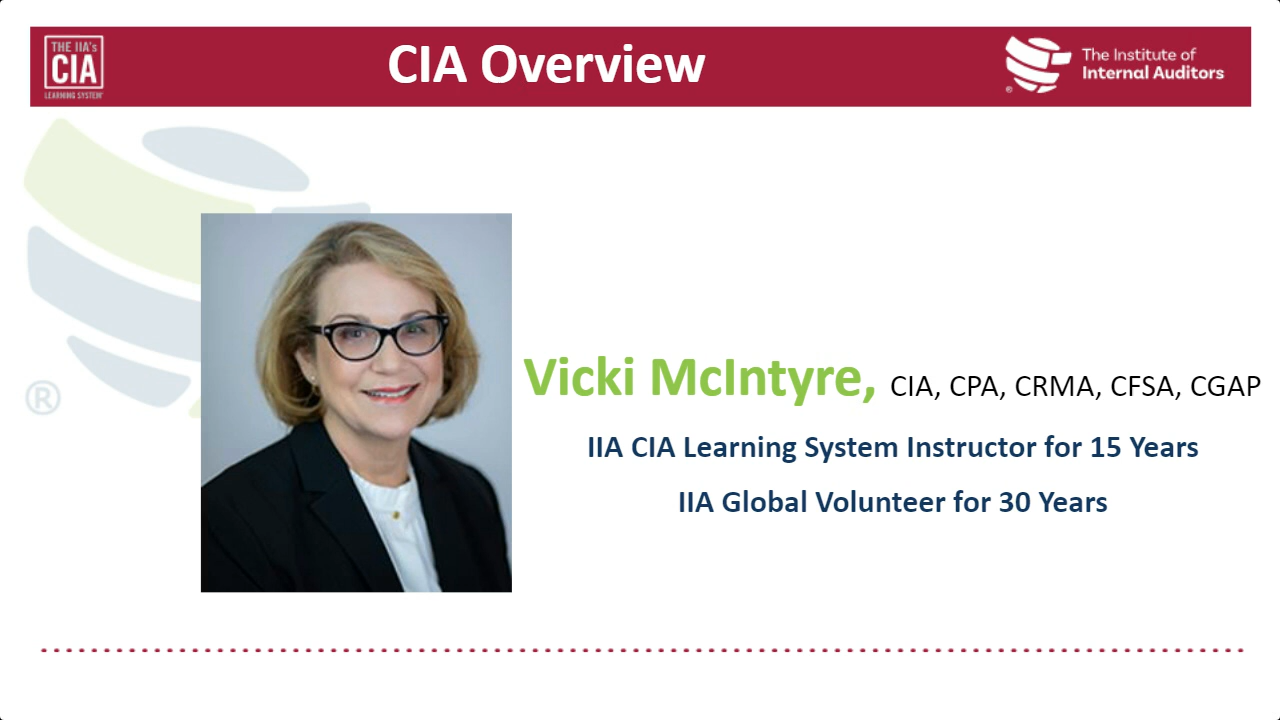 THE IIA's
CIA
LEARNING SYSTEM®
CIA Overview
The Institute of
Internal Auditors
®
®
Vicki McIntyre, CIA, CPA, CRMA, CFSA, CGAP
IIA CIA Learning System Instructor for 15 Years
IIA Global Volunteer for 30 Years